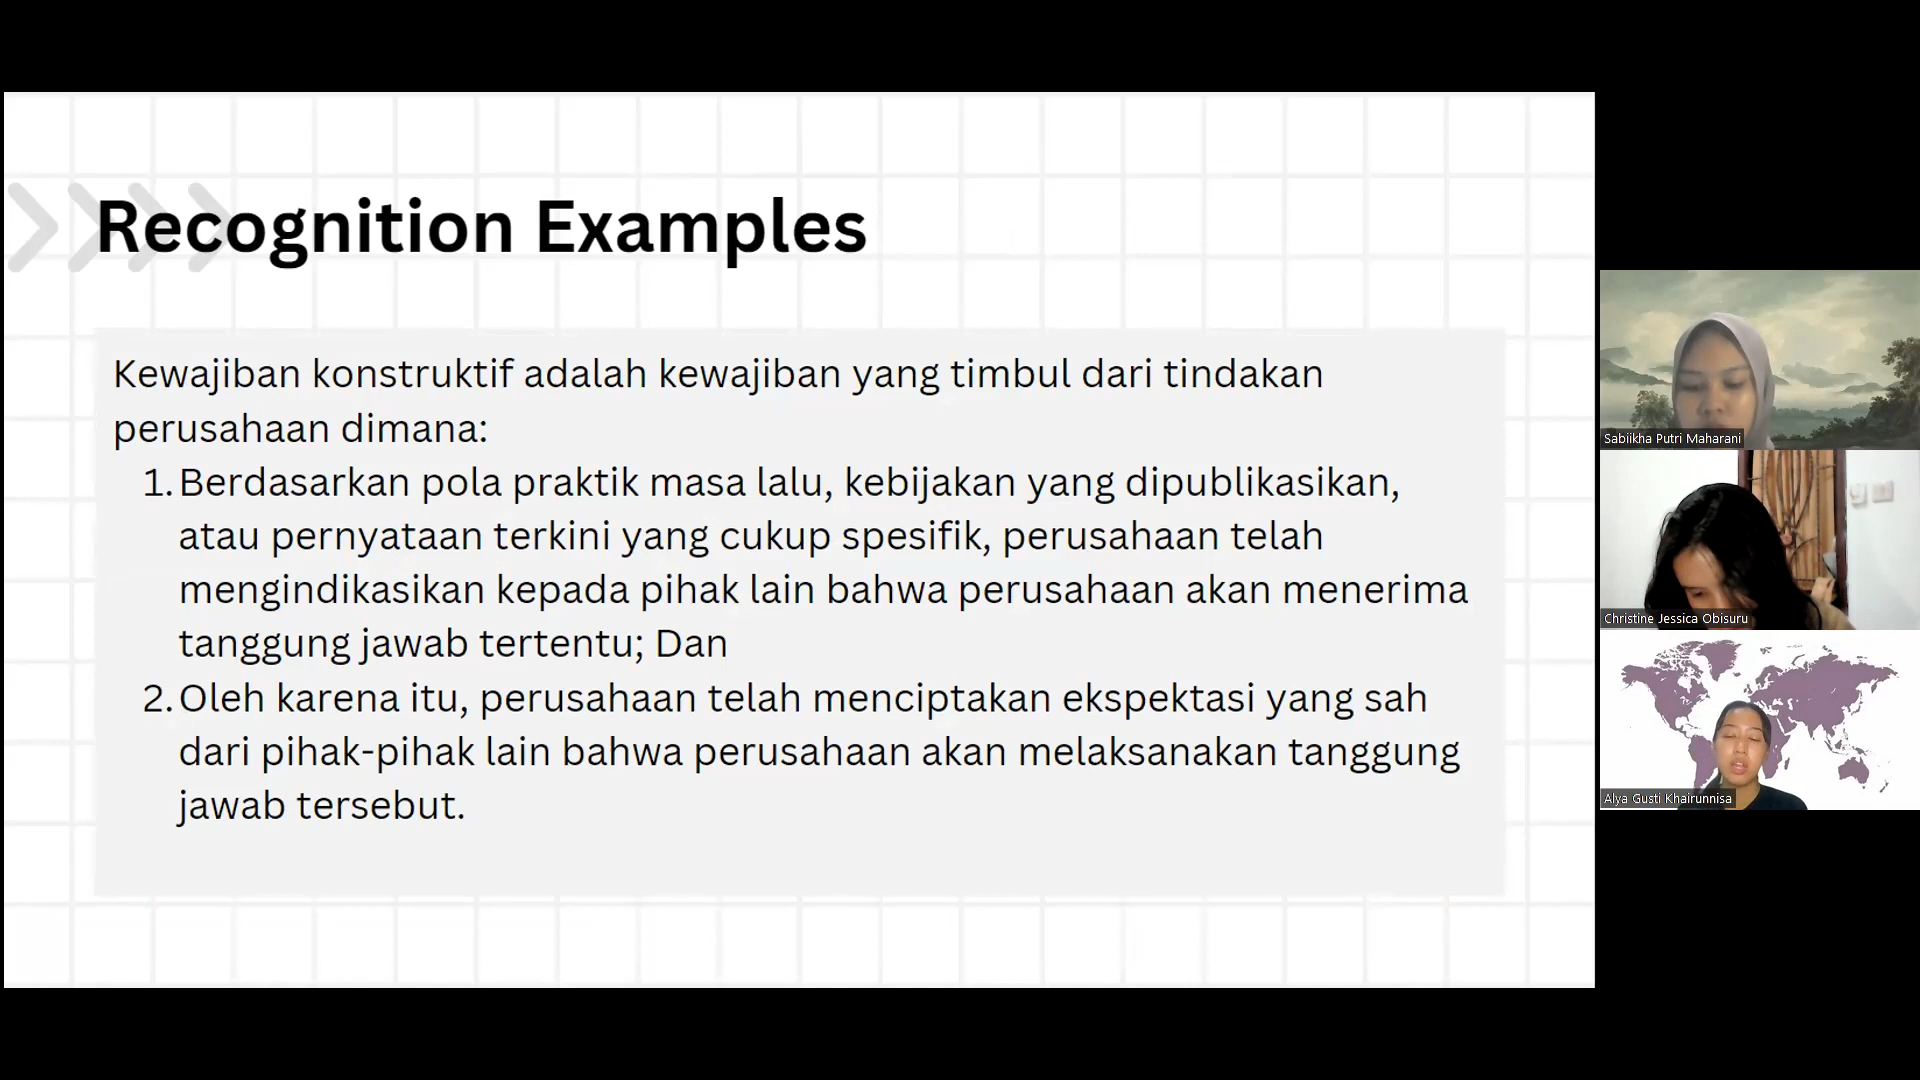 Recognition Examples
Kewajiban konstruktif adalah kewajiban yang timbul dari tindakan
perusahaan dimana:
1. Berdasarkan pola praktik masa lalu, kebijakan yang dipublikasikan,
atau pernyataan terkini yang cukup spesifik, perusahaan telah
mengindikasikan kepada pihak lain bahwa perusahaan akan menerima
tanggung jawab tertentu; Dan
2. Oleh karena itu, perusahaan telah menciptakan ekspektasi yang sah
dari pihak-pihak lain bahwa perusahaan akan melaksanakan tanggung
jawab tersebut.
Sabiikha Putri Maharani
Christine Jessica Obisuru
Alya Gusti Khairunnisa